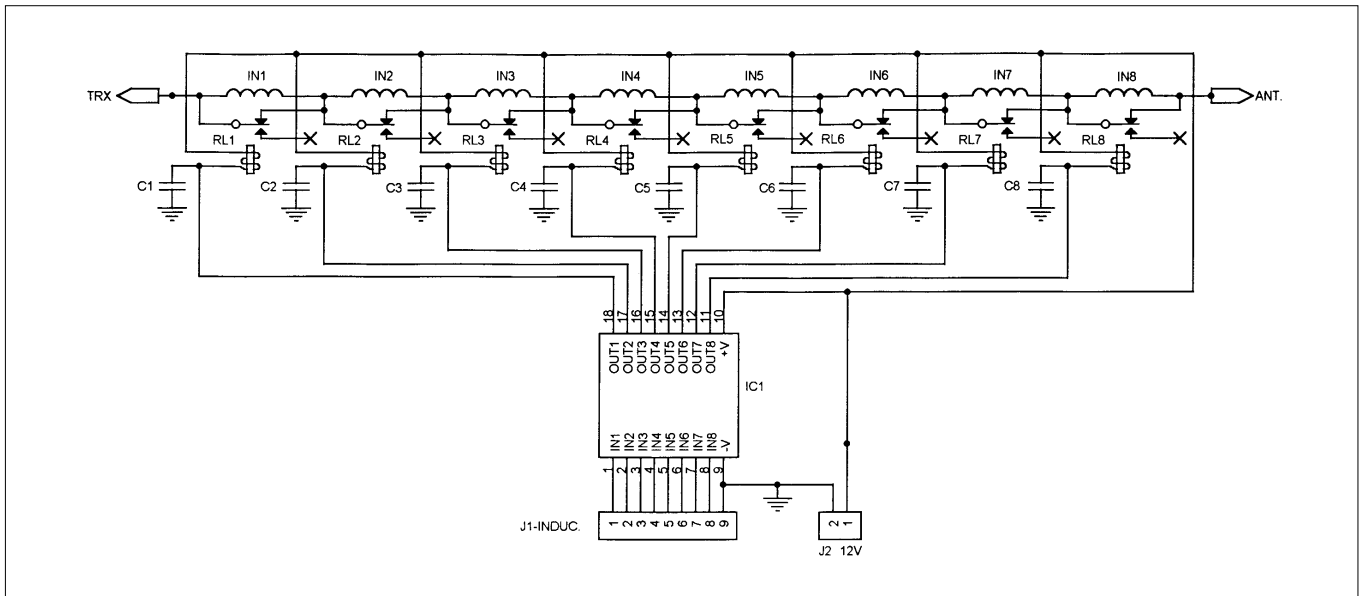 IN1 IN2 IN3 IN4 IN5 IN6 IN7 IN8
TRX ANT.
RL1 RL2 RL3 RL4 RL5 RL6 RL7 RL8
C1 C2 C3 C4 C5 C6 C7 C8
18 17 16 15 14 13 12 11 10
OUT1 OUT2 OUT3 OUT4 OUT5 OUT6 OUT7 OUT8 +V
IC1
IN1 IN2 IN3 IN4 IN5 IN6 IN7 IN8 -V
1 2 3 4 5 6 7 8 9
J1-INDUC. 1 2 3 4 5 6 7 8 9
2 1
J2 12V